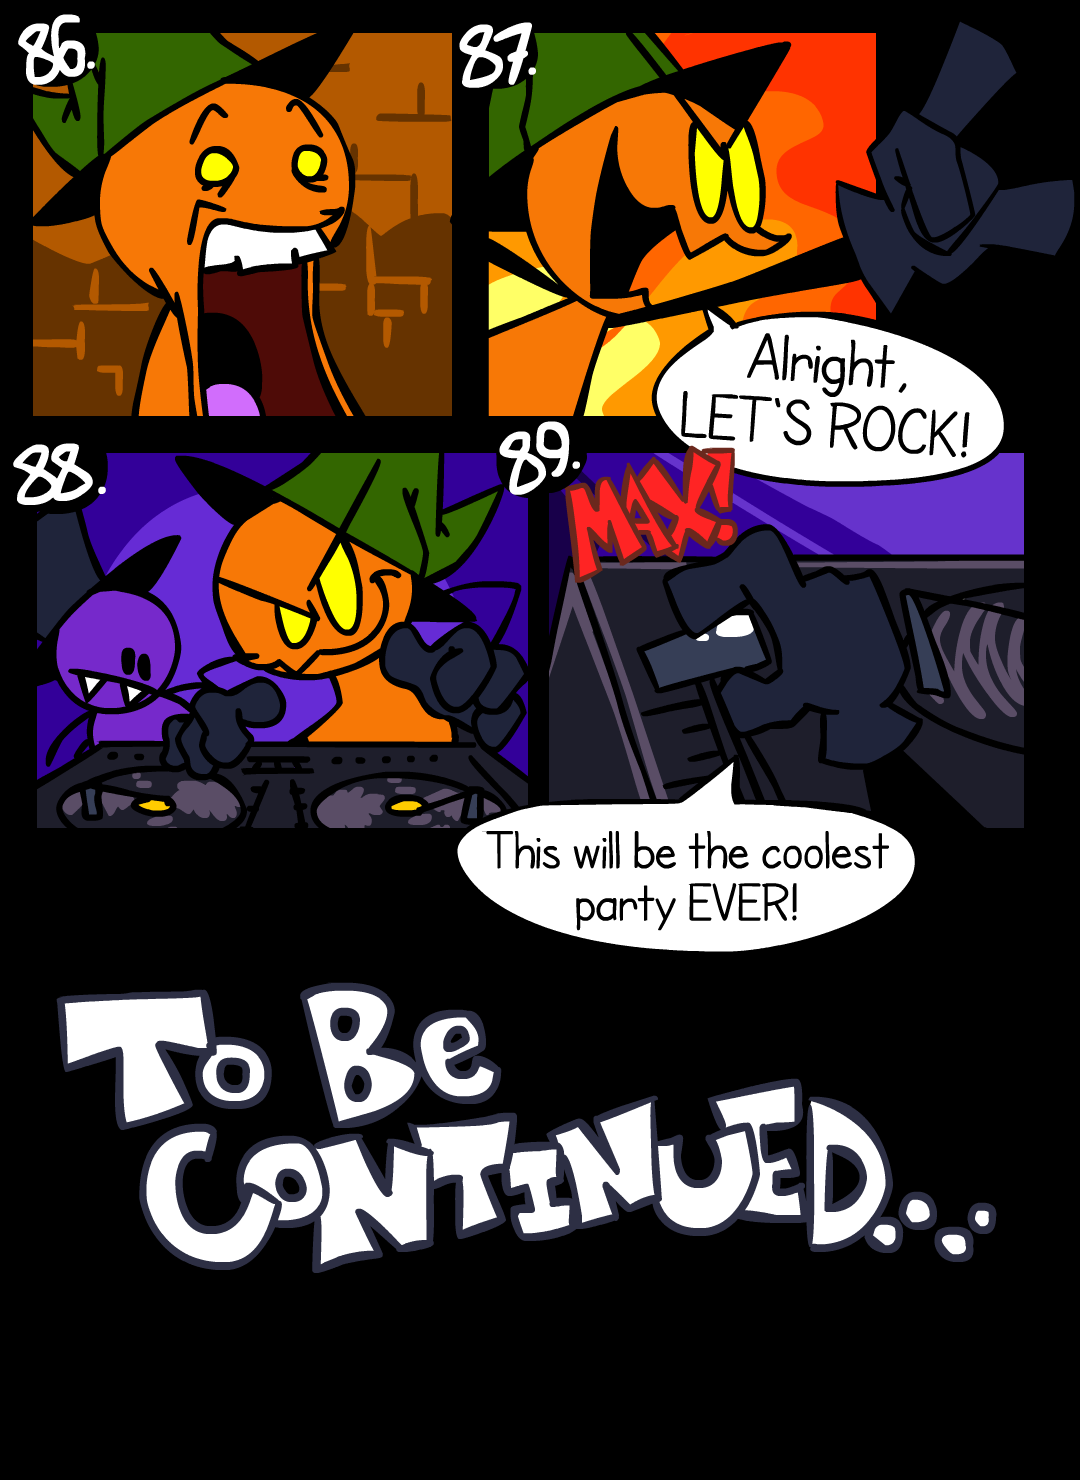 86.
87.
Alright,
LET'S ROCK!
88.
89.
MAX!
This will be the coolest
party EVER!
To Be
CONTINUED...